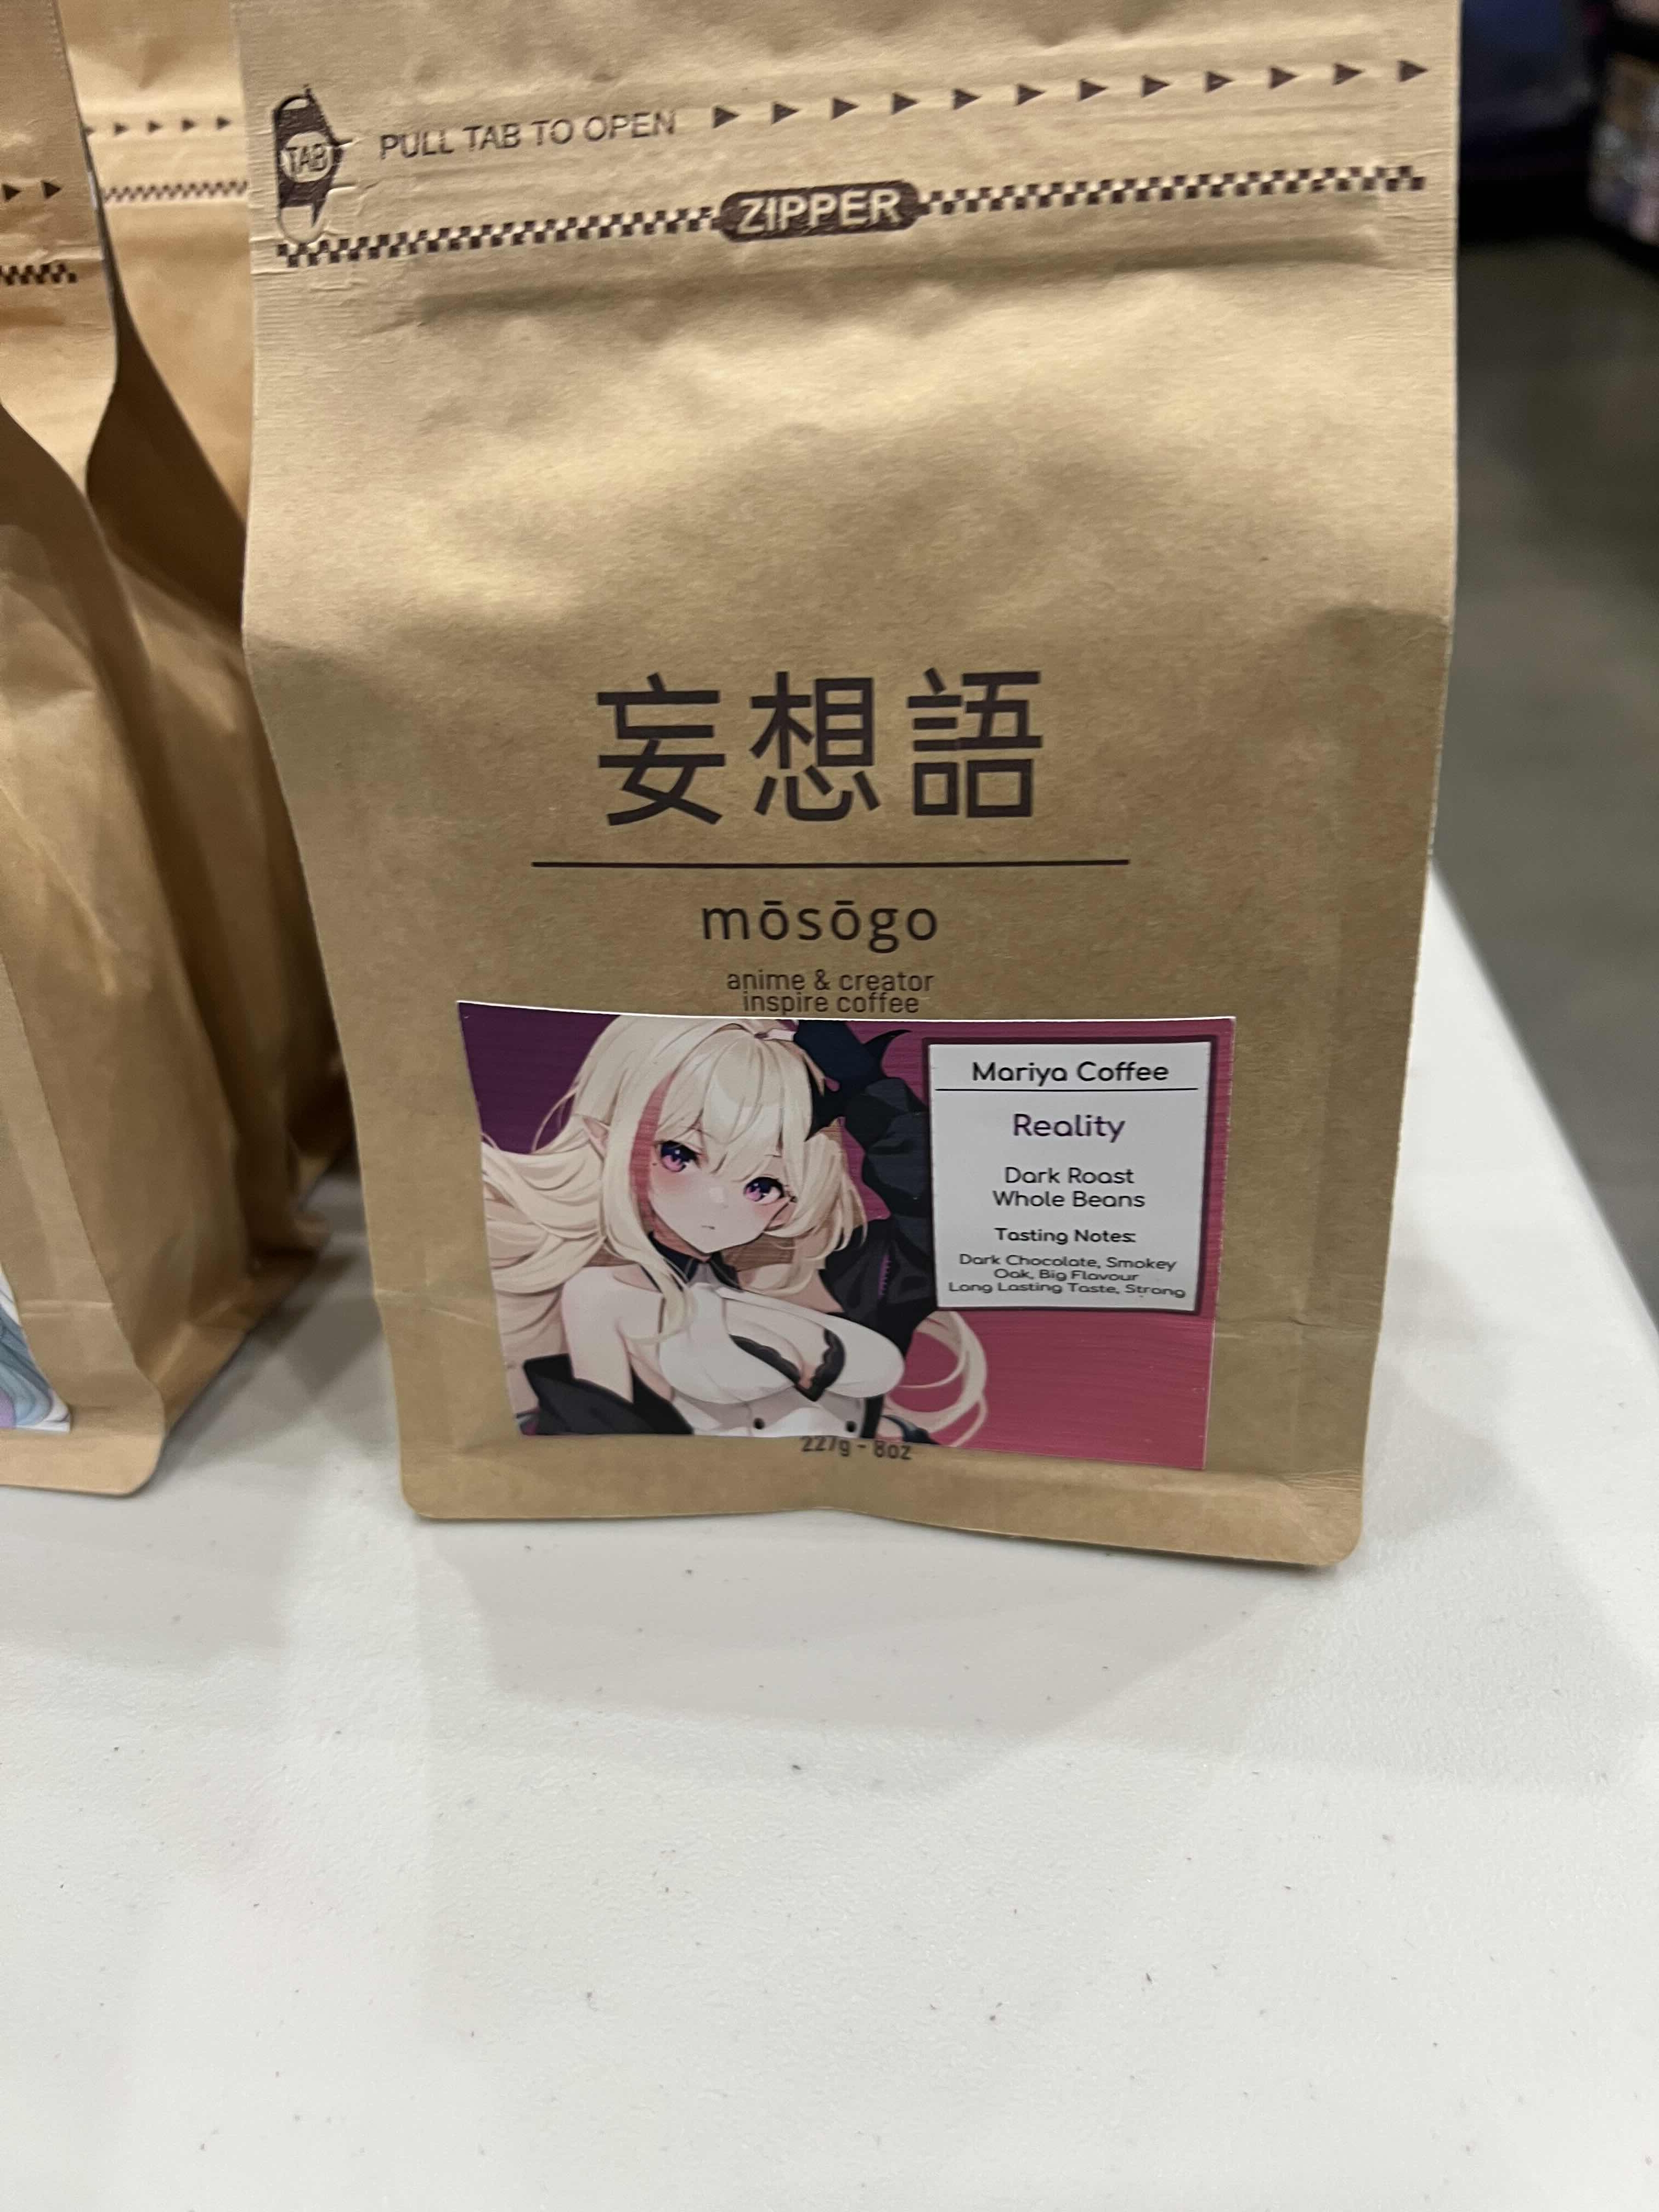 TAB
PULL TAB TO OPEN
ZIPPER
妄想語
mōsōgo
anime & creator
inspire coffee
Mariya Coffee
Reality
Dark Roast
Whole Beans
Tasting Notes:
Dark Chocolate, Smokey
Oak, Big Flavour
Long Lasting Taste, Strong
227g - 8oz